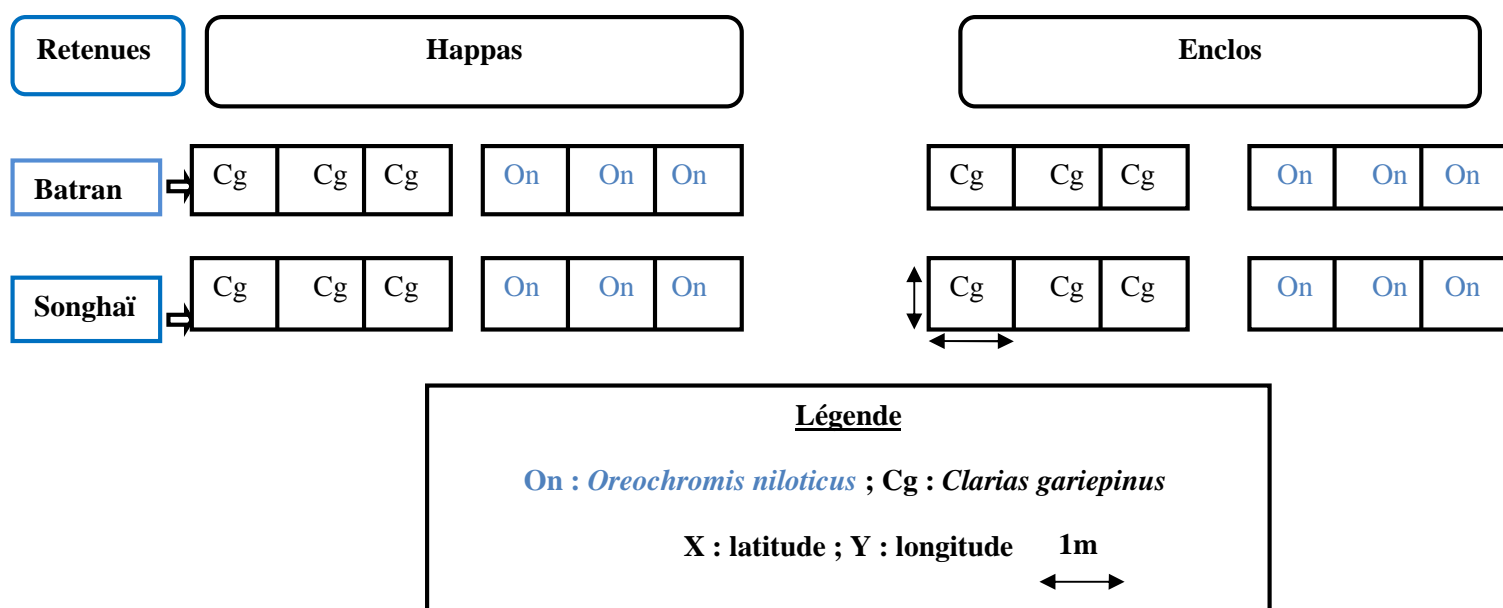 Retenues Happas Enclos
Batran Cg Cg Cg On On On Cg Cg Cg On On On
Songhaï Cg Cg Cg On On On Cg Cg Cg On On On
Légende
On : Oreochromis niloticus ; Cg : Clarias gariepinus
X : latitude ; Y : longitude 1m